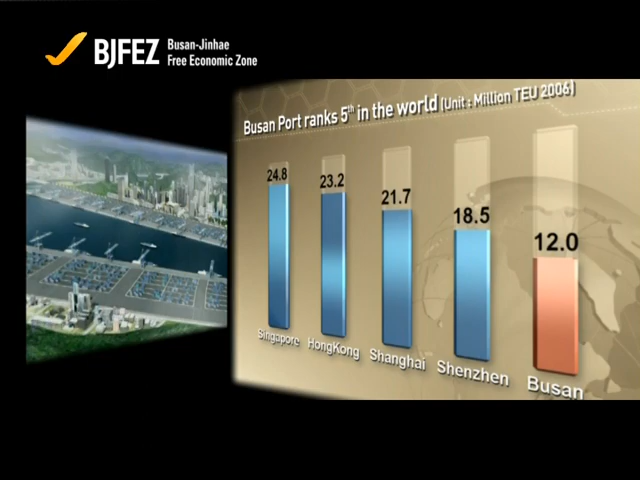 BJFEZ
Busan-Jinhae
Free Economic Zone
Busan Port ranks 5th in the world (Unit : Million TEU 2006)
24.8
23.2
21.7
18.5
12.0
Singapore
HongKong
Shanghai
Shenzhen
Busan